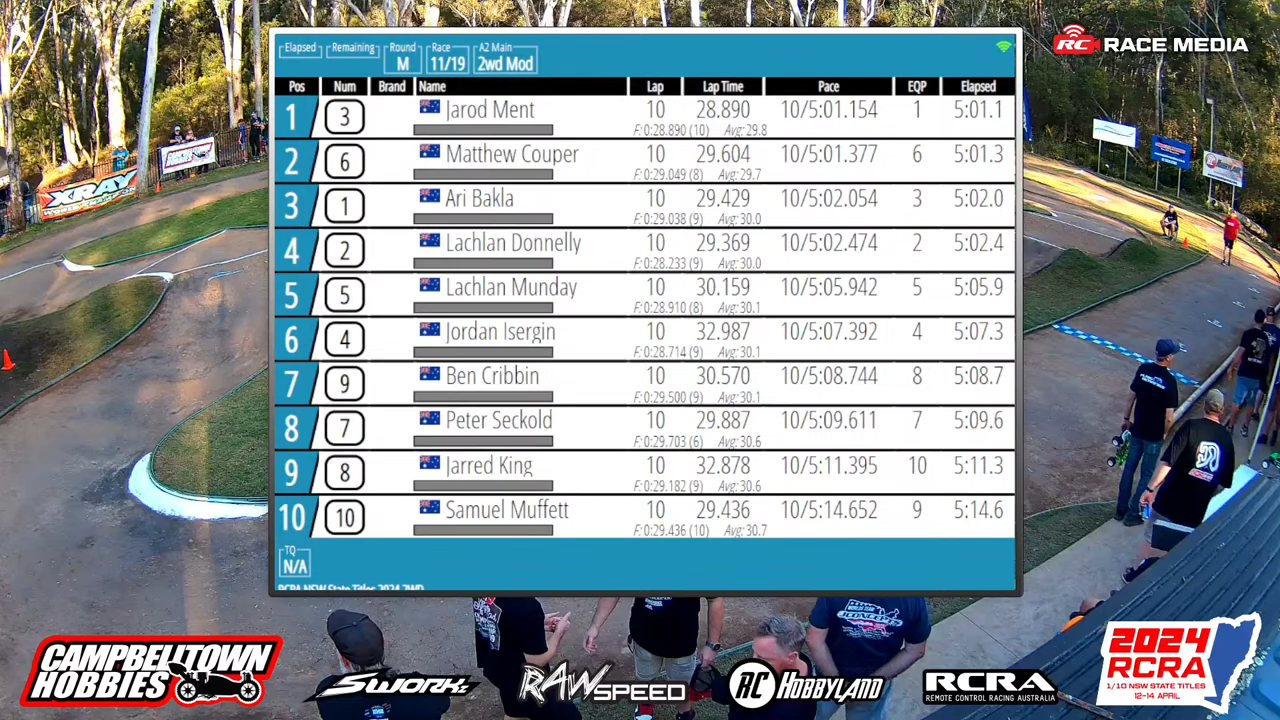 RC RACE MEDIA
Elapsed Remaining Round M Race 11/19 A2 Main 2wd Mod
Pos Num Brand Name Lap Lap Time Pace EQP Elapsed
1 3 Jarod Ment 10 28.890 10/5:01.154 1 5:01.1
F: 0:28.890 (10) Avg: 29.8
2 6 Matthew Couper 10 29.604 10/5:01.377 6 5:01.3
F: 0:29.049 (8) Avg: 29.7
3 1 Ari Bakla 10 29.429 10/5:02.054 3 5:02.0
F: 0:29.038 (9) Avg: 30.0
4 2 Lachlan Donnelly 10 29.369 10/5:02.474 2 5:02.4
F: 0:28.233 (9) Avg: 30.0
5 5 Lachlan Munday 10 30.159 10/5:05.942 5 5:05.9
F: 0:28.910 (8) Avg: 30.1
6 4 Jordan Isergin 10 32.987 10/5:07.392 4 5:07.3
F: 0:28.714 (9) Avg: 30.1
7 9 Ben Cribbin 10 30.570 10/5:08.744 8 5:08.7
F: 0:29.500 (9) Avg: 30.1
8 7 Peter Seckold 10 29.887 10/5:09.611 7 5:09.6
F: 0:29.703 (6) Avg: 30.6
9 8 Jarred King 10 32.878 10/5:11.395 10 5:11.3
F: 0:29.182 (9) Avg: 30.6
10 10 Samuel Muffett 10 29.436 10/5:14.652 9 5:14.6
F: 0:29.436 (10) Avg: 30.7
TQ
N/A
RCRA NSW State Titles 2024 2WD
XRAY
CAMPBELLTOWN
HOBBIES
SWORKz
RAW SPEED
RC HOBBYLAND
RCRA
REMOTE CONTROL RACING AUSTRALIA
2024
RCRA
1/10 NSW STATE TITLES
12-14 APRIL